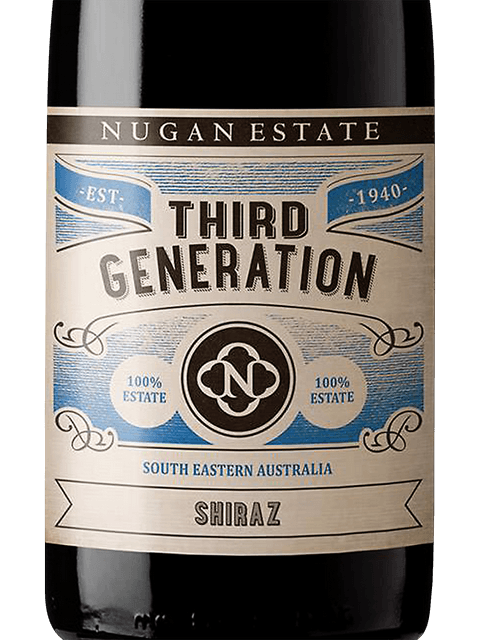 NUGAN ESTATE
-EST- -1940-
THIRD
GENERATION
N
100% 100%
ESTATE ESTATE
SOUTH EASTERN AUSTRALIA
SHIRAZ